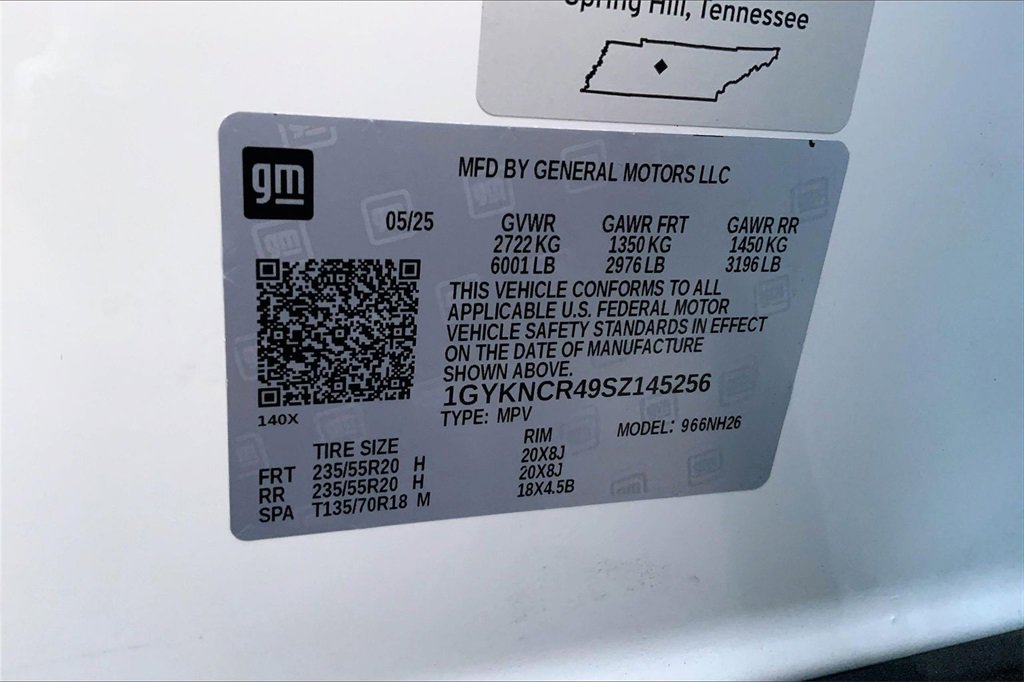 Spring Hill, Tennessee
gm
MFD BY GENERAL MOTORS LLC
05/25 GVWR GAWR FRT GAWR RR
2722 KG 1350 KG 1450 KG
6001 LB 2976 LB 3196 LB
THIS VEHICLE CONFORMS TO ALL
APPLICABLE U.S. FEDERAL MOTOR
VEHICLE SAFETY STANDARDS IN EFFECT
ON THE DATE OF MANUFACTURE
SHOWN ABOVE.
1GYKNCR49SZ145256
140X
TYPE: MPV
MODEL: 966NH26
TIRE SIZE RIM
FRT 235/55R20 H 20X8J
RR 235/55R20 H 20X8J
SPA T135/70R18 M 18X4.5B